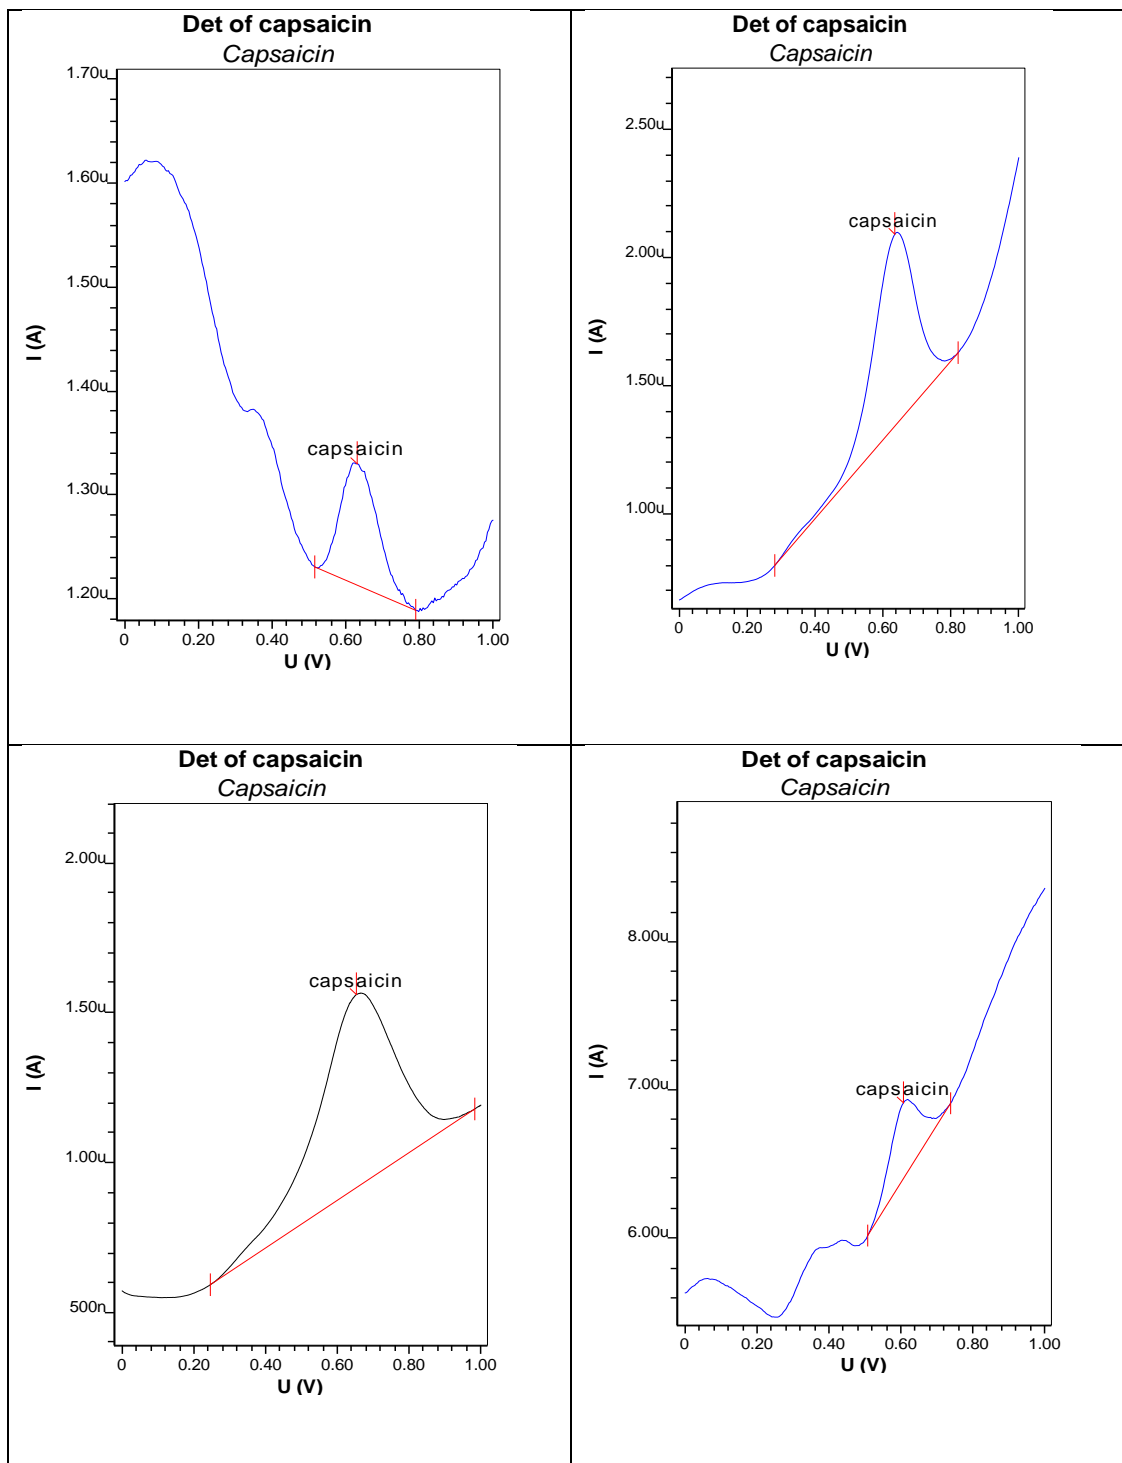 Det of capsaicin
Capsaicin
1.70u
1.60u
1.50u
1.40u
1.30u
1.20u
I (A)
capsaicin
0 0.20 0.40 0.60 0.80 1.00
U (V)
Det of capsaicin
Capsaicin
2.50u
2.00u
1.50u
1.00u
I (A)
capsaicin
0 0.20 0.40 0.60 0.80 1.00
U (V)
Det of capsaicin
Capsaicin
2.00u
1.50u
1.00u
500n
I (A)
capsaicin
0 0.20 0.40 0.60 0.80 1.00
U (V)
Det of capsaicin
Capsaicin
8.00u
7.00u
6.00u
I (A)
capsaicin
0 0.20 0.40 0.60 0.80 1.00
U (V)